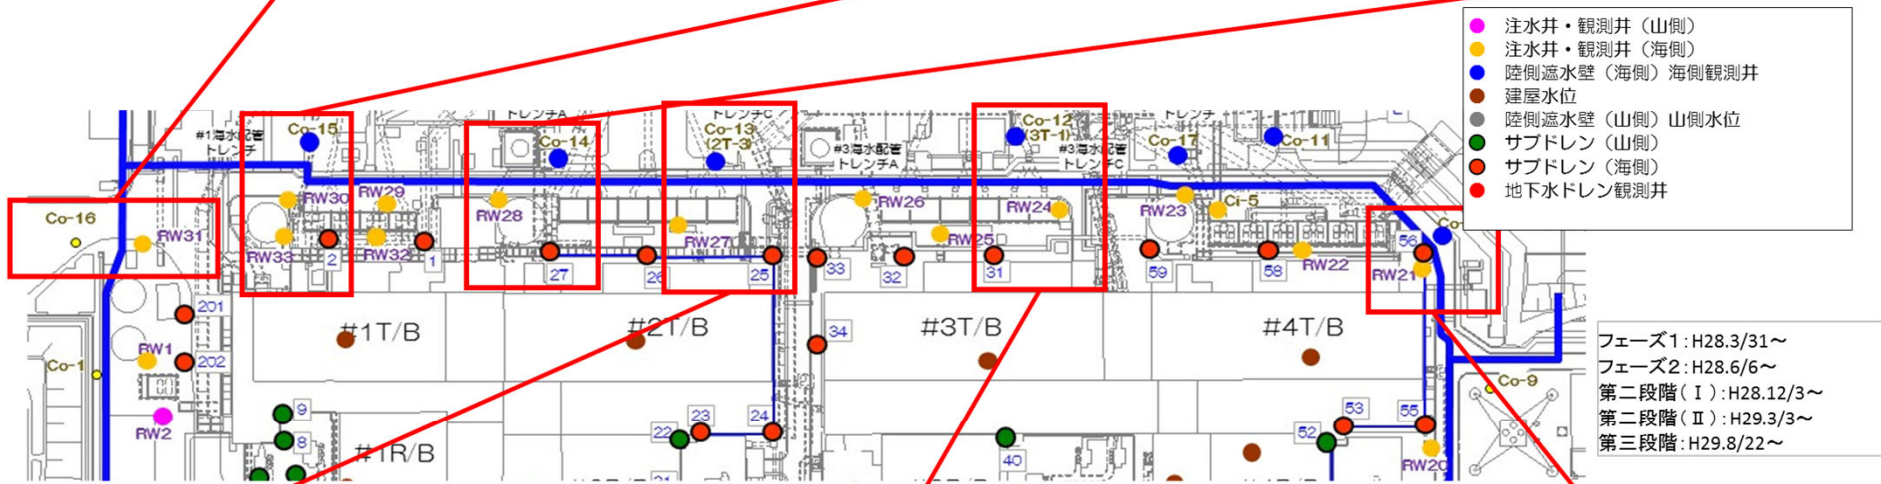 注水井・観測井（山側）
注水井・観測井（海側）
陸側遮水壁（海側）海側観測井
建屋水位
陸側遮水壁（山側）山側水位
サブドレン（山側）
サブドレン（海側）
地下水ドレン観測井
#1海水配管
トレンチ
Co-15
トレンチA
Co-14
トレンチC
Co-13
(2T-3)
#3海水配管
トレンチA
Co-12
(3T-1)
#3海水配管
トレンチC
トレンチ
Co-17
Co-11
Co-16
RW31
RW30
RW29
RW33
2
RW32
1
RW28
27
26
RW27
25
33
RW26
32
RW25
31
RW24
59
RW23
Ci-5
58
RW22
56
RW21
201
202
RW1
Co-1
RW2
#1T/B
#2T/B
34
#3T/B
#4T/B
Co-9
9
8
#1R/B
22
23
24
40
52
53
55
RW20
フェーズ1：H28.3/31～
フェーズ2：H28.6/6～
第二段階(Ⅰ)：H28.12/3～
第二段階(Ⅱ)：H29.3/3～
第三段階：H29.8/22～